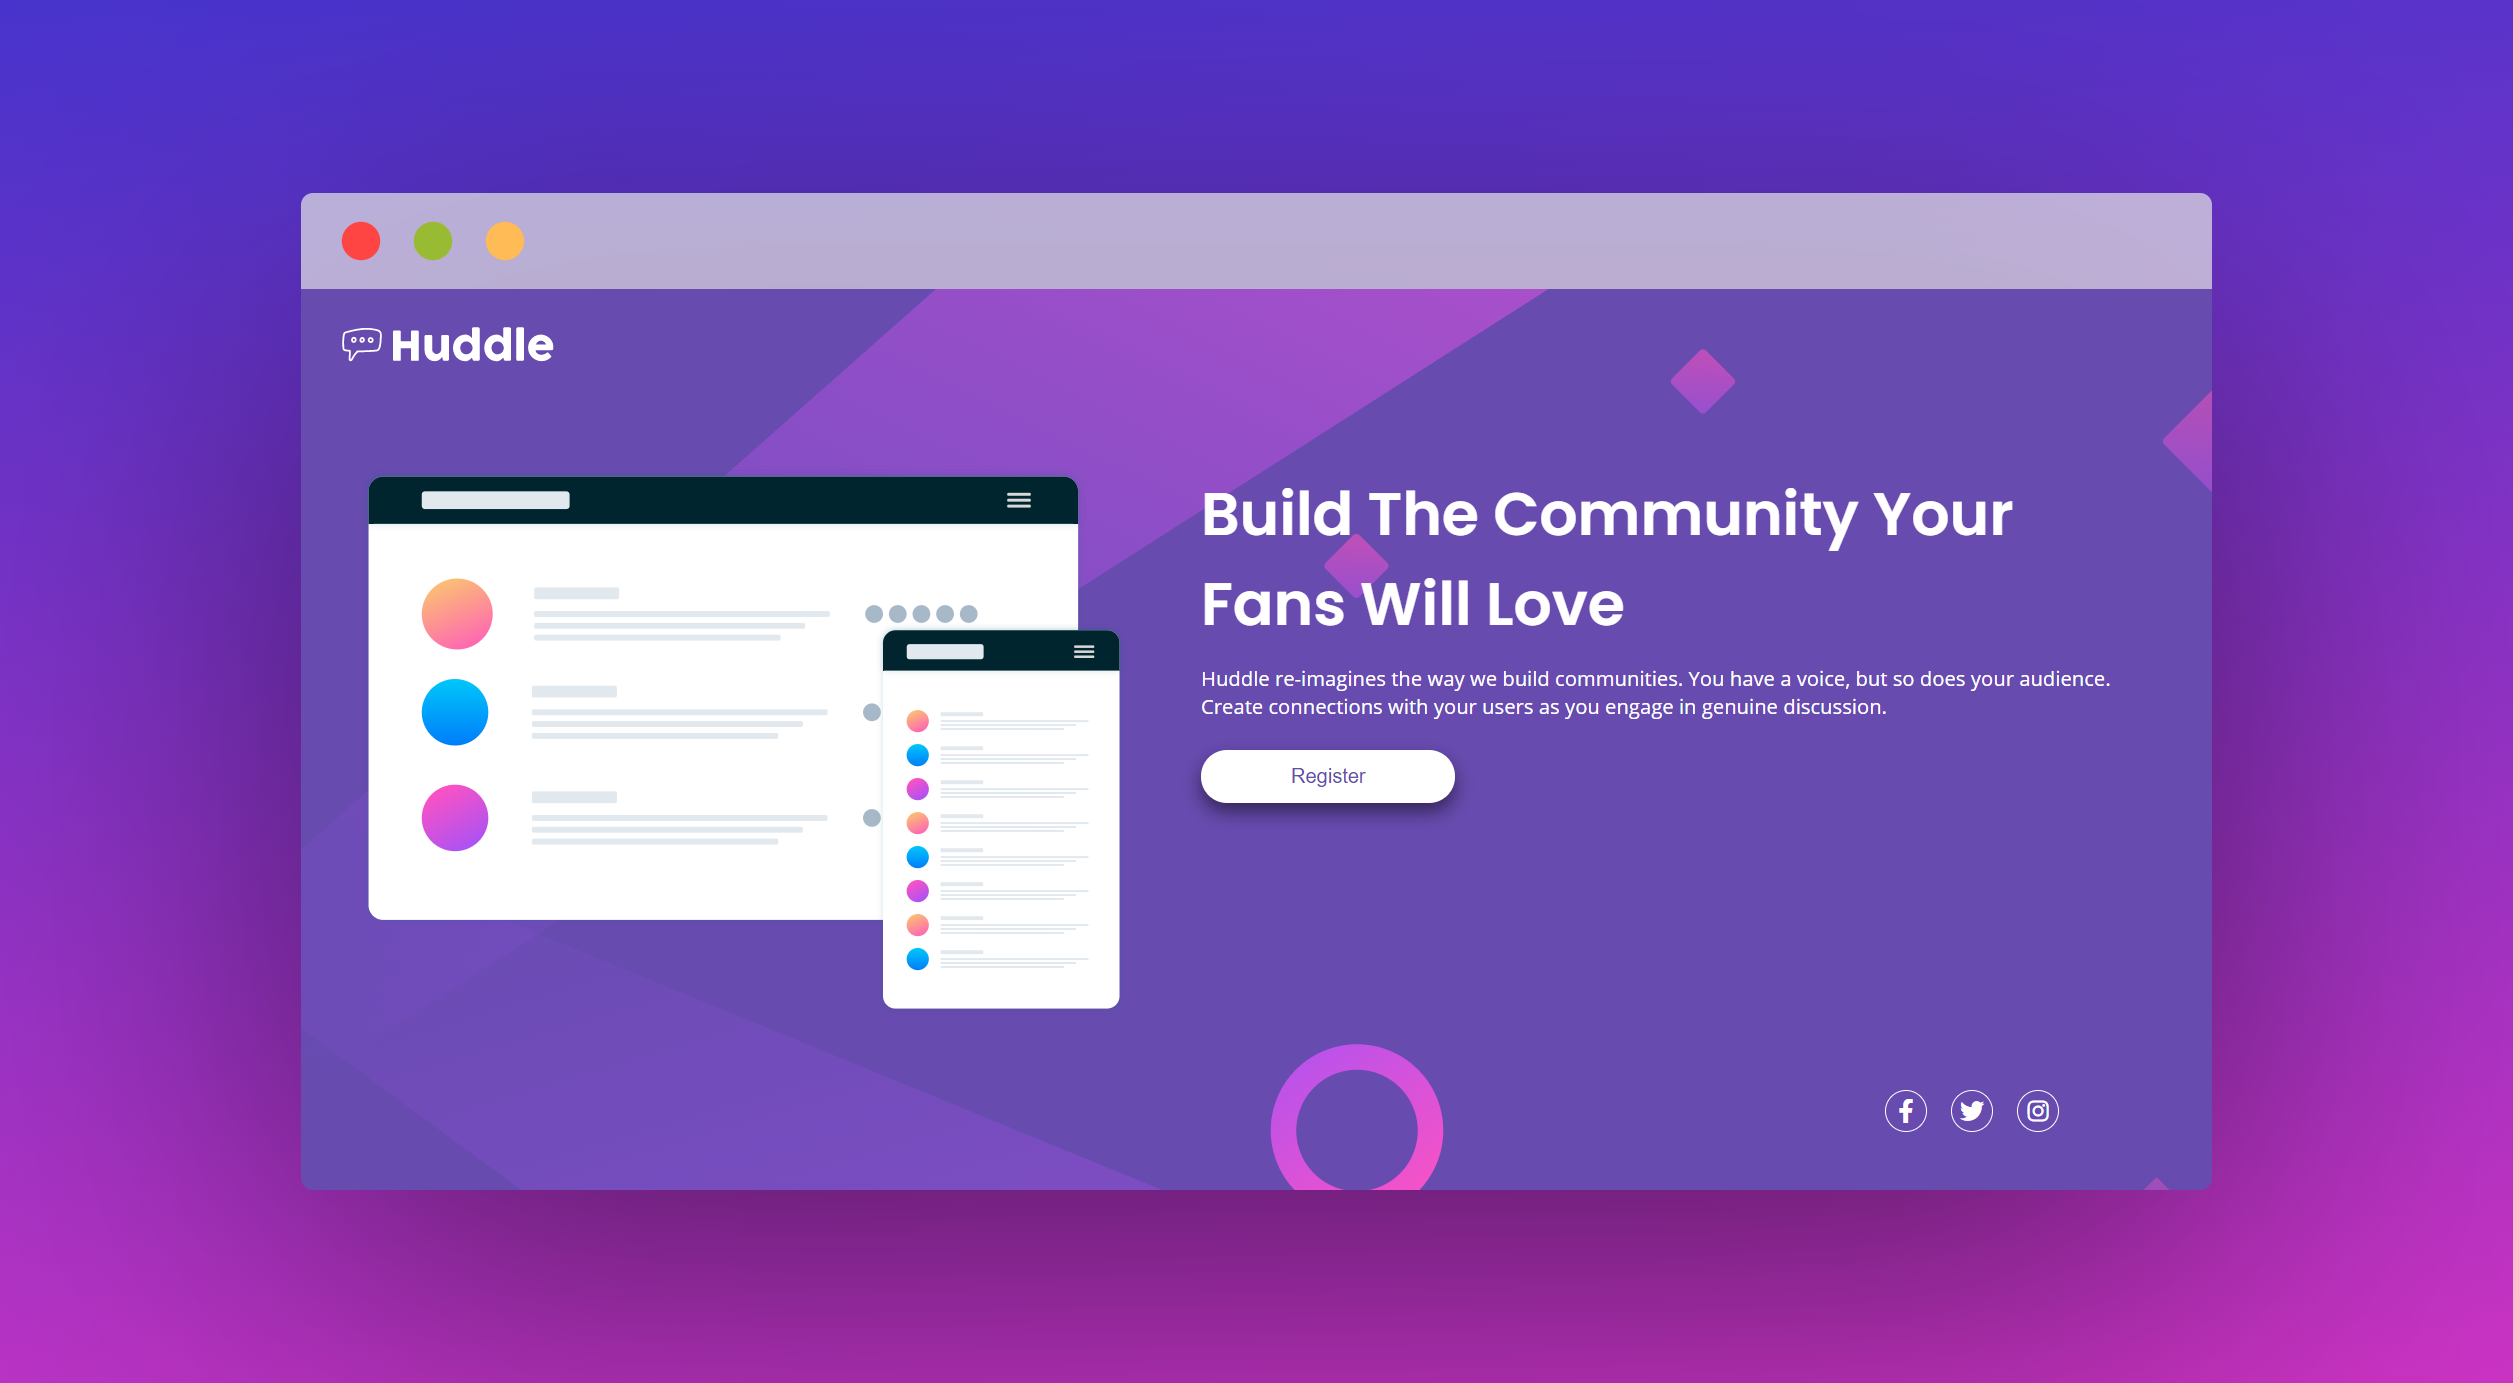 Huddle
Build The Community Your
Fans Will Love
Huddle re-imagines the way we build communities. You have a voice, but so does your audience.
Create connections with your users as you engage in genuine discussion.
Register